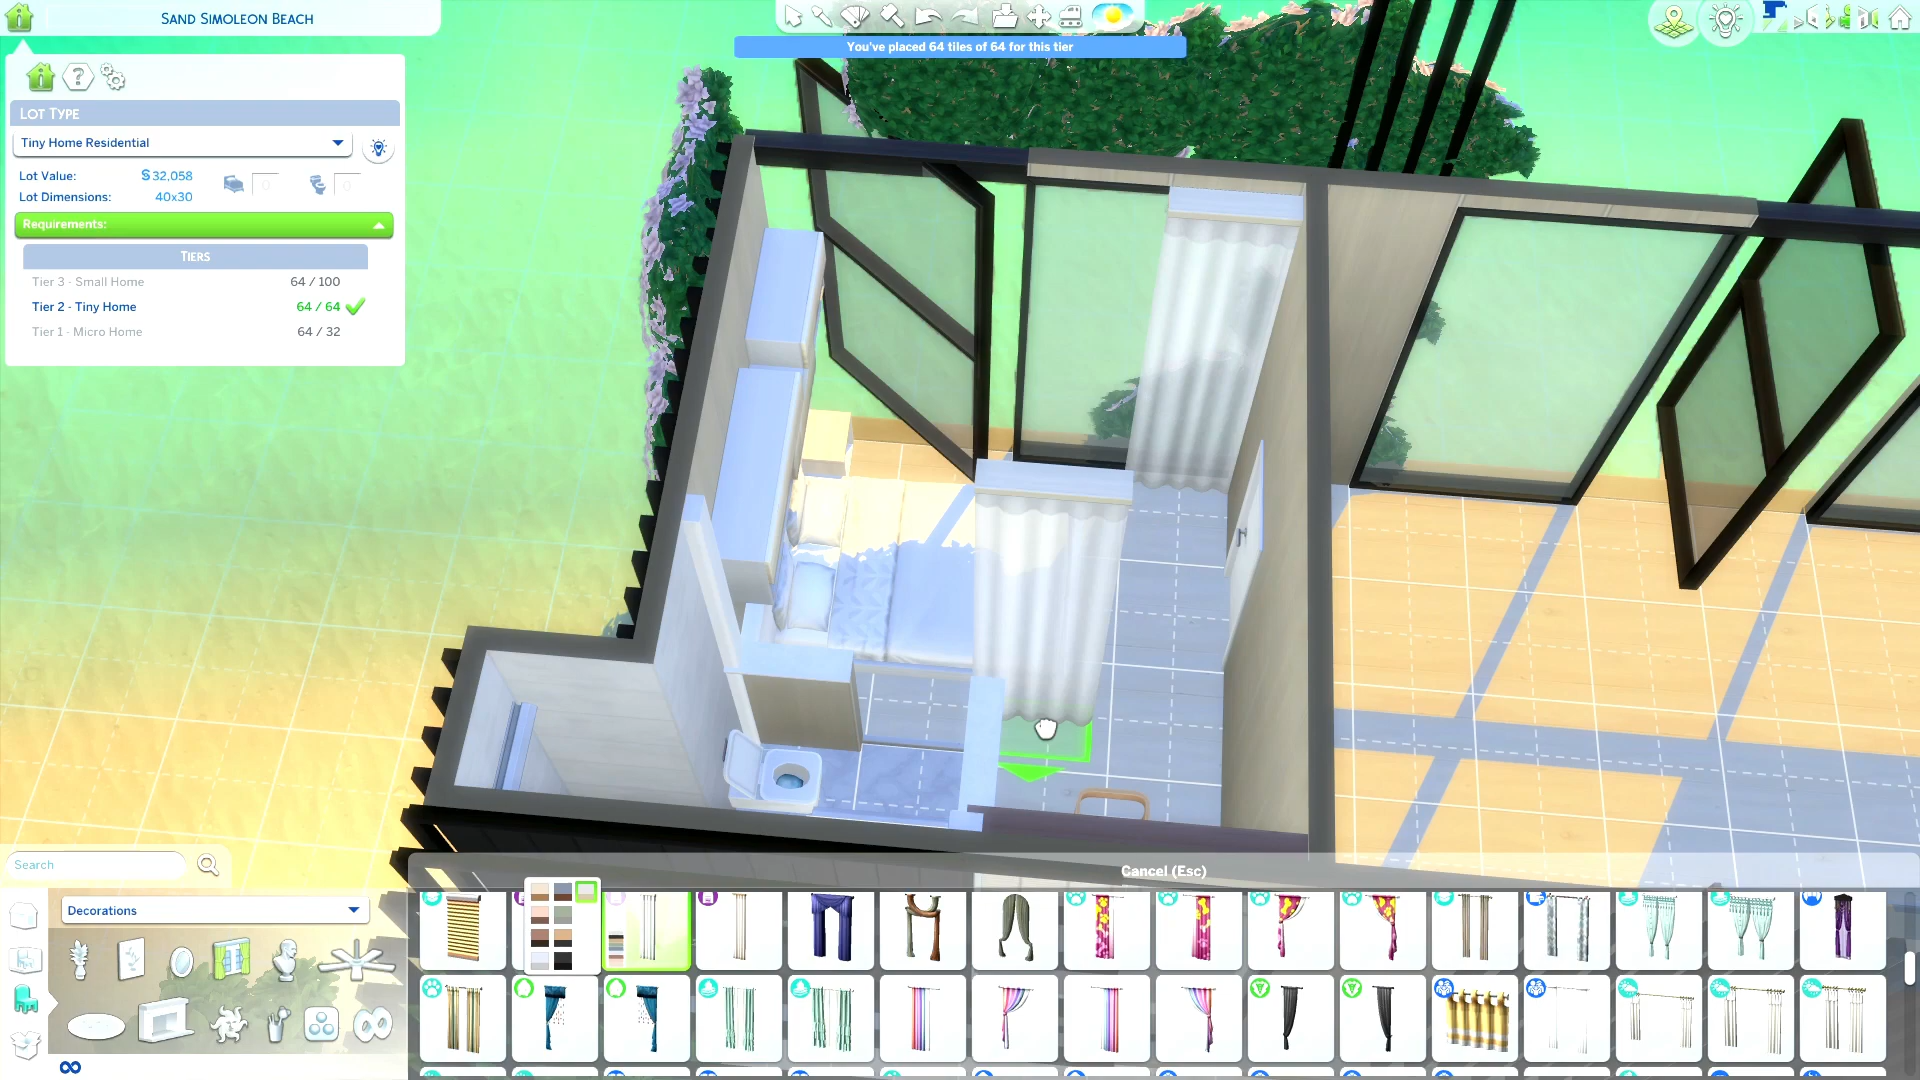 Sand Simoleon Beach
You've placed 64 tiles of 64 for this tier
Lot Type
Tiny Home Residential
Lot Value: §32,058
0 0
Lot Dimensions: 40x30
Requirements:
Tiers
Tier 3 - Small Home 64 / 100
Tier 2 - Tiny Home 64 / 64
Tier 1 - Micro Home 64 / 32
Search
Cancel (Esc)
Decorations